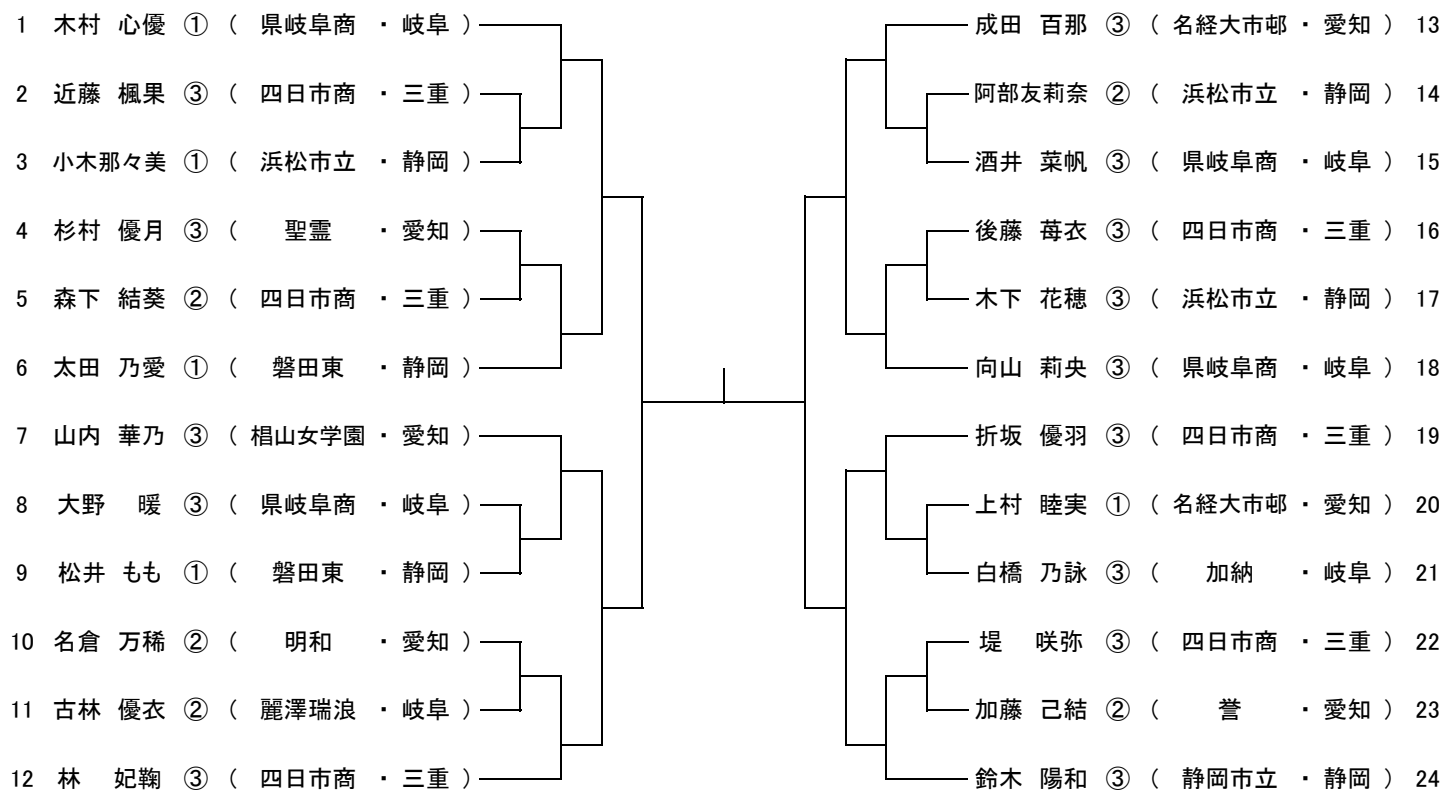 1 木村 心優 ① ( 県岐阜商 ・ 岐阜 )
2 近藤 楓果 ③ ( 四日市商 ・ 三重 )
3 小木那々美 ① ( 浜松市立 ・ 静岡 )
4 杉村 優月 ③ ( 聖霊 ・ 愛知 )
5 森下 結葵 ② ( 四日市商 ・ 三重 )
6 太田 乃愛 ① ( 磐田東 ・ 静岡 )
7 山内 華乃 ③ ( 椙山女学園 ・ 愛知 )
8 大野 暖 ③ ( 県岐阜商 ・ 岐阜 )
9 松井 もも ① ( 磐田東 ・ 静岡 )
10 名倉 万稀 ② ( 明和 ・ 愛知 )
11 古林 優衣 ② ( 麗澤瑞浪 ・ 岐阜 )
12 林 妃鞠 ③ ( 四日市商 ・ 三重 )
成田 百那 ③ ( 名経大市邨 ・ 愛知 ) 13
阿部友莉奈 ② ( 浜松市立 ・ 静岡 ) 14
酒井 菜帆 ③ ( 県岐阜商 ・ 岐阜 ) 15
後藤 苺衣 ③ ( 四日市商 ・ 三重 ) 16
木下 花穂 ③ ( 浜松市立 ・ 静岡 ) 17
向山 莉央 ③ ( 県岐阜商 ・ 岐阜 ) 18
折坂 優羽 ③ ( 四日市商 ・ 三重 ) 19
上村 睦実 ① ( 名経大市邨 ・ 愛知 ) 20
白橋 乃詠 ③ ( 加納 ・ 岐阜 ) 21
堤 咲弥 ③ ( 四日市商 ・ 三重 ) 22
加藤 己結 ② ( 誉 ・ 愛知 ) 23
鈴木 陽和 ③ ( 静岡市立 ・ 静岡 ) 24